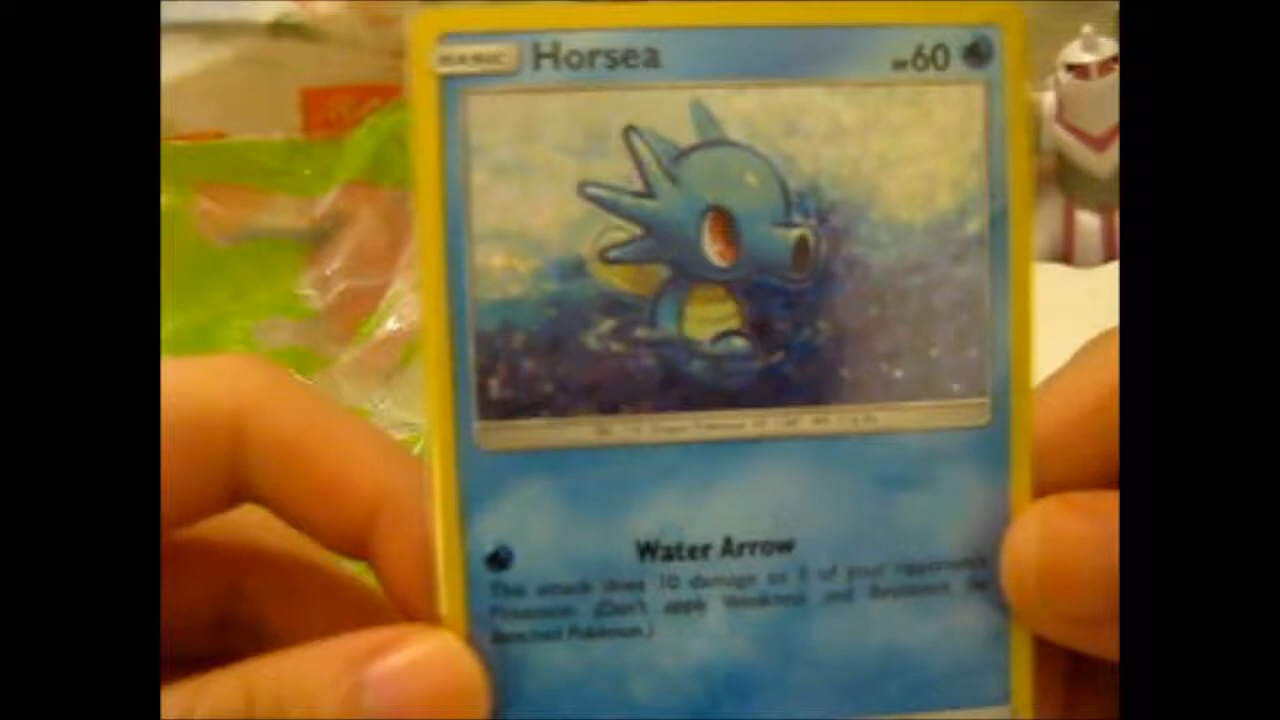 BASIC Horsea HP60
Water Arrow
This attack does 10 damage to 1 of your opponent's
Pokémon. (Don't apply Weakness and Resistance for
Benched Pokémon.)